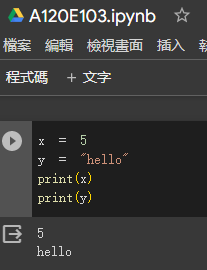 A120E103.ipynb
檔案 編輯 檢視畫面 插入
程式碼 + 文字
x = 5
y = "hello"
print(x)
print(y)
5
hello